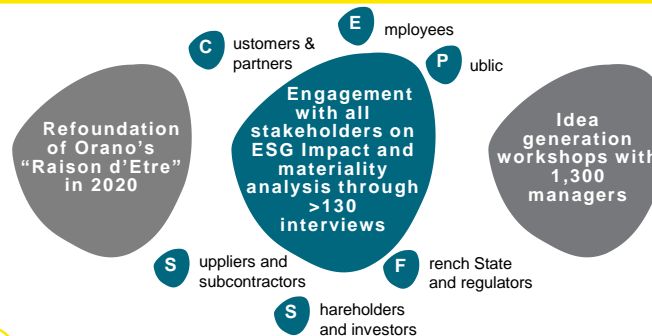 C ustomers &
partners
E mployees
P ublic
Refoundation
of Orano’s
“Raison d’Etre”
in 2020
Engagement
with all
stakeholders on
ESG Impact and
materiality
analysis through
>130
interviews
Idea
generation
workshops with
1,300
managers
S uppliers and
subcontractors
F rench State
and regulators
S hareholders
and investors